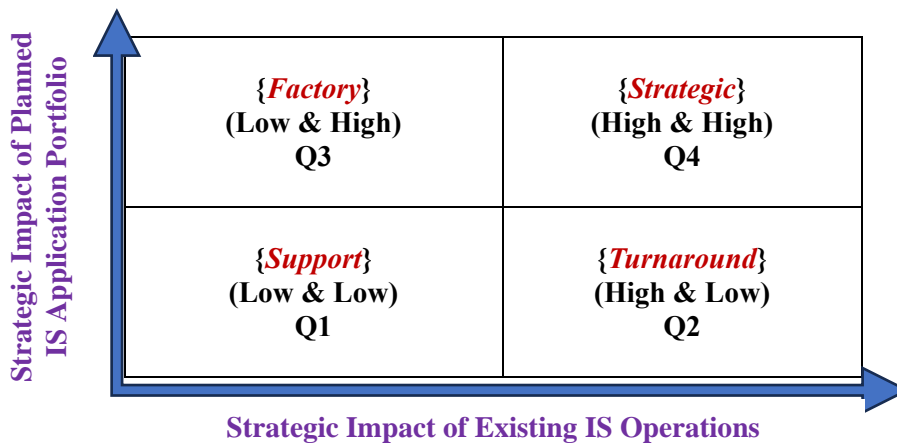 Strategic Impact of Planned
IS Application Portfolio
{Factory}
(Low & High)
Q3
{Strategic}
(High & High)
Q4
{Support}
(Low & Low)
Q1
{Turnaround}
(High & Low)
Q2
Strategic Impact of Existing IS Operations